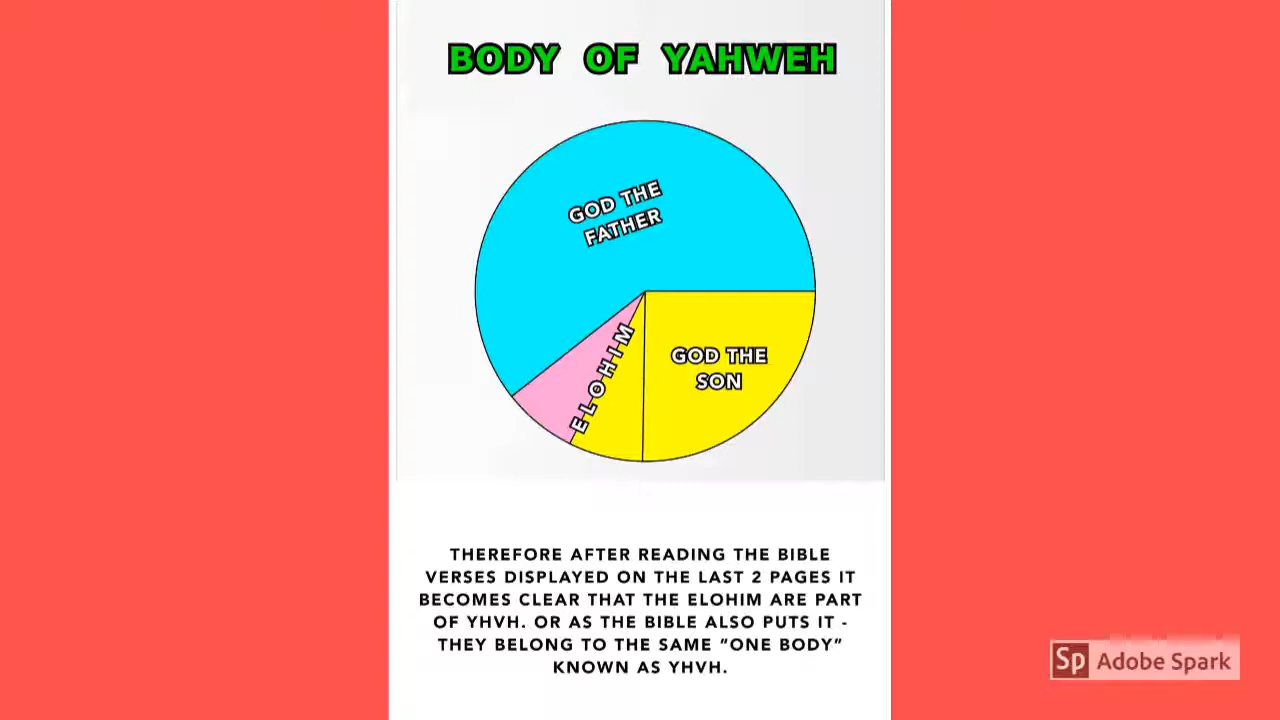 BODY OF YAHWEH
GOD THE
FATHER
ELOHIM
GOD THE
SON
THEREFORE AFTER READING THE BIBLE
VERSES DISPLAYED ON THE LAST 2 PAGES IT
BECOMES CLEAR THAT THE ELOHIM ARE PART
OF YHVH. OR AS THE BIBLE ALSO PUTS IT -
THEY BELONG TO THE SAME “ONE BODY”
KNOWN AS YHVH.
Sp Adobe Spark